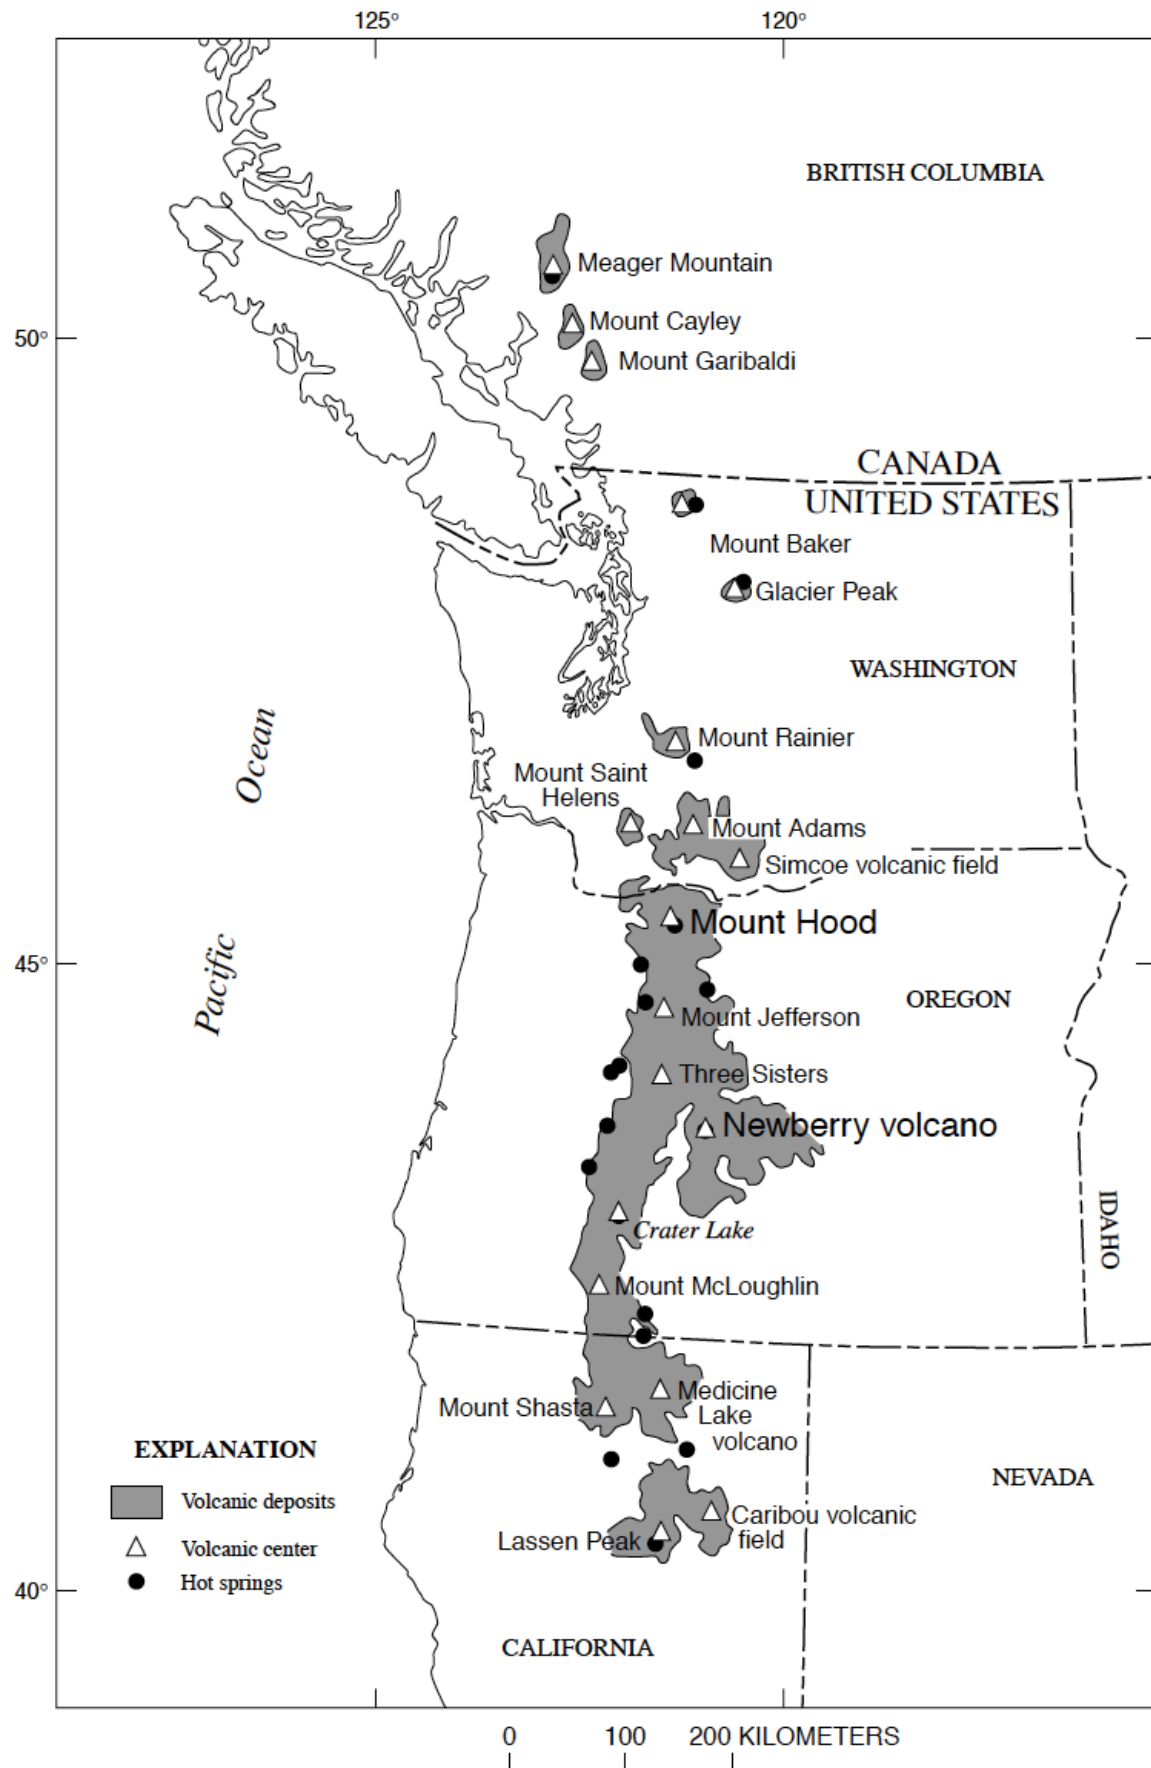 125°
120°
BRITISH COLUMBIA
Meager Mountain
Mount Cayley
50°
Mount Garibaldi
CANADA
UNITED STATES
Mount Baker
Glacier Peak
WASHINGTON
Ocean
Mount Rainier
Mount Saint
Helens
Mount Adams
Simcoe volcanic field
Mount Hood
Pacific
45°
OREGON
Mount Jefferson
Three Sisters
Newberry volcano
IDAHO
Crater Lake
Mount McLoughlin
Medicine
Lake
volcano
Mount Shasta
EXPLANATION
Volcanic deposits
Volcanic center
Hot springs
NEVADA
Caribou volcanic
field
Lassen Peak
40°
CALIFORNIA
0 100 200 KILOMETERS